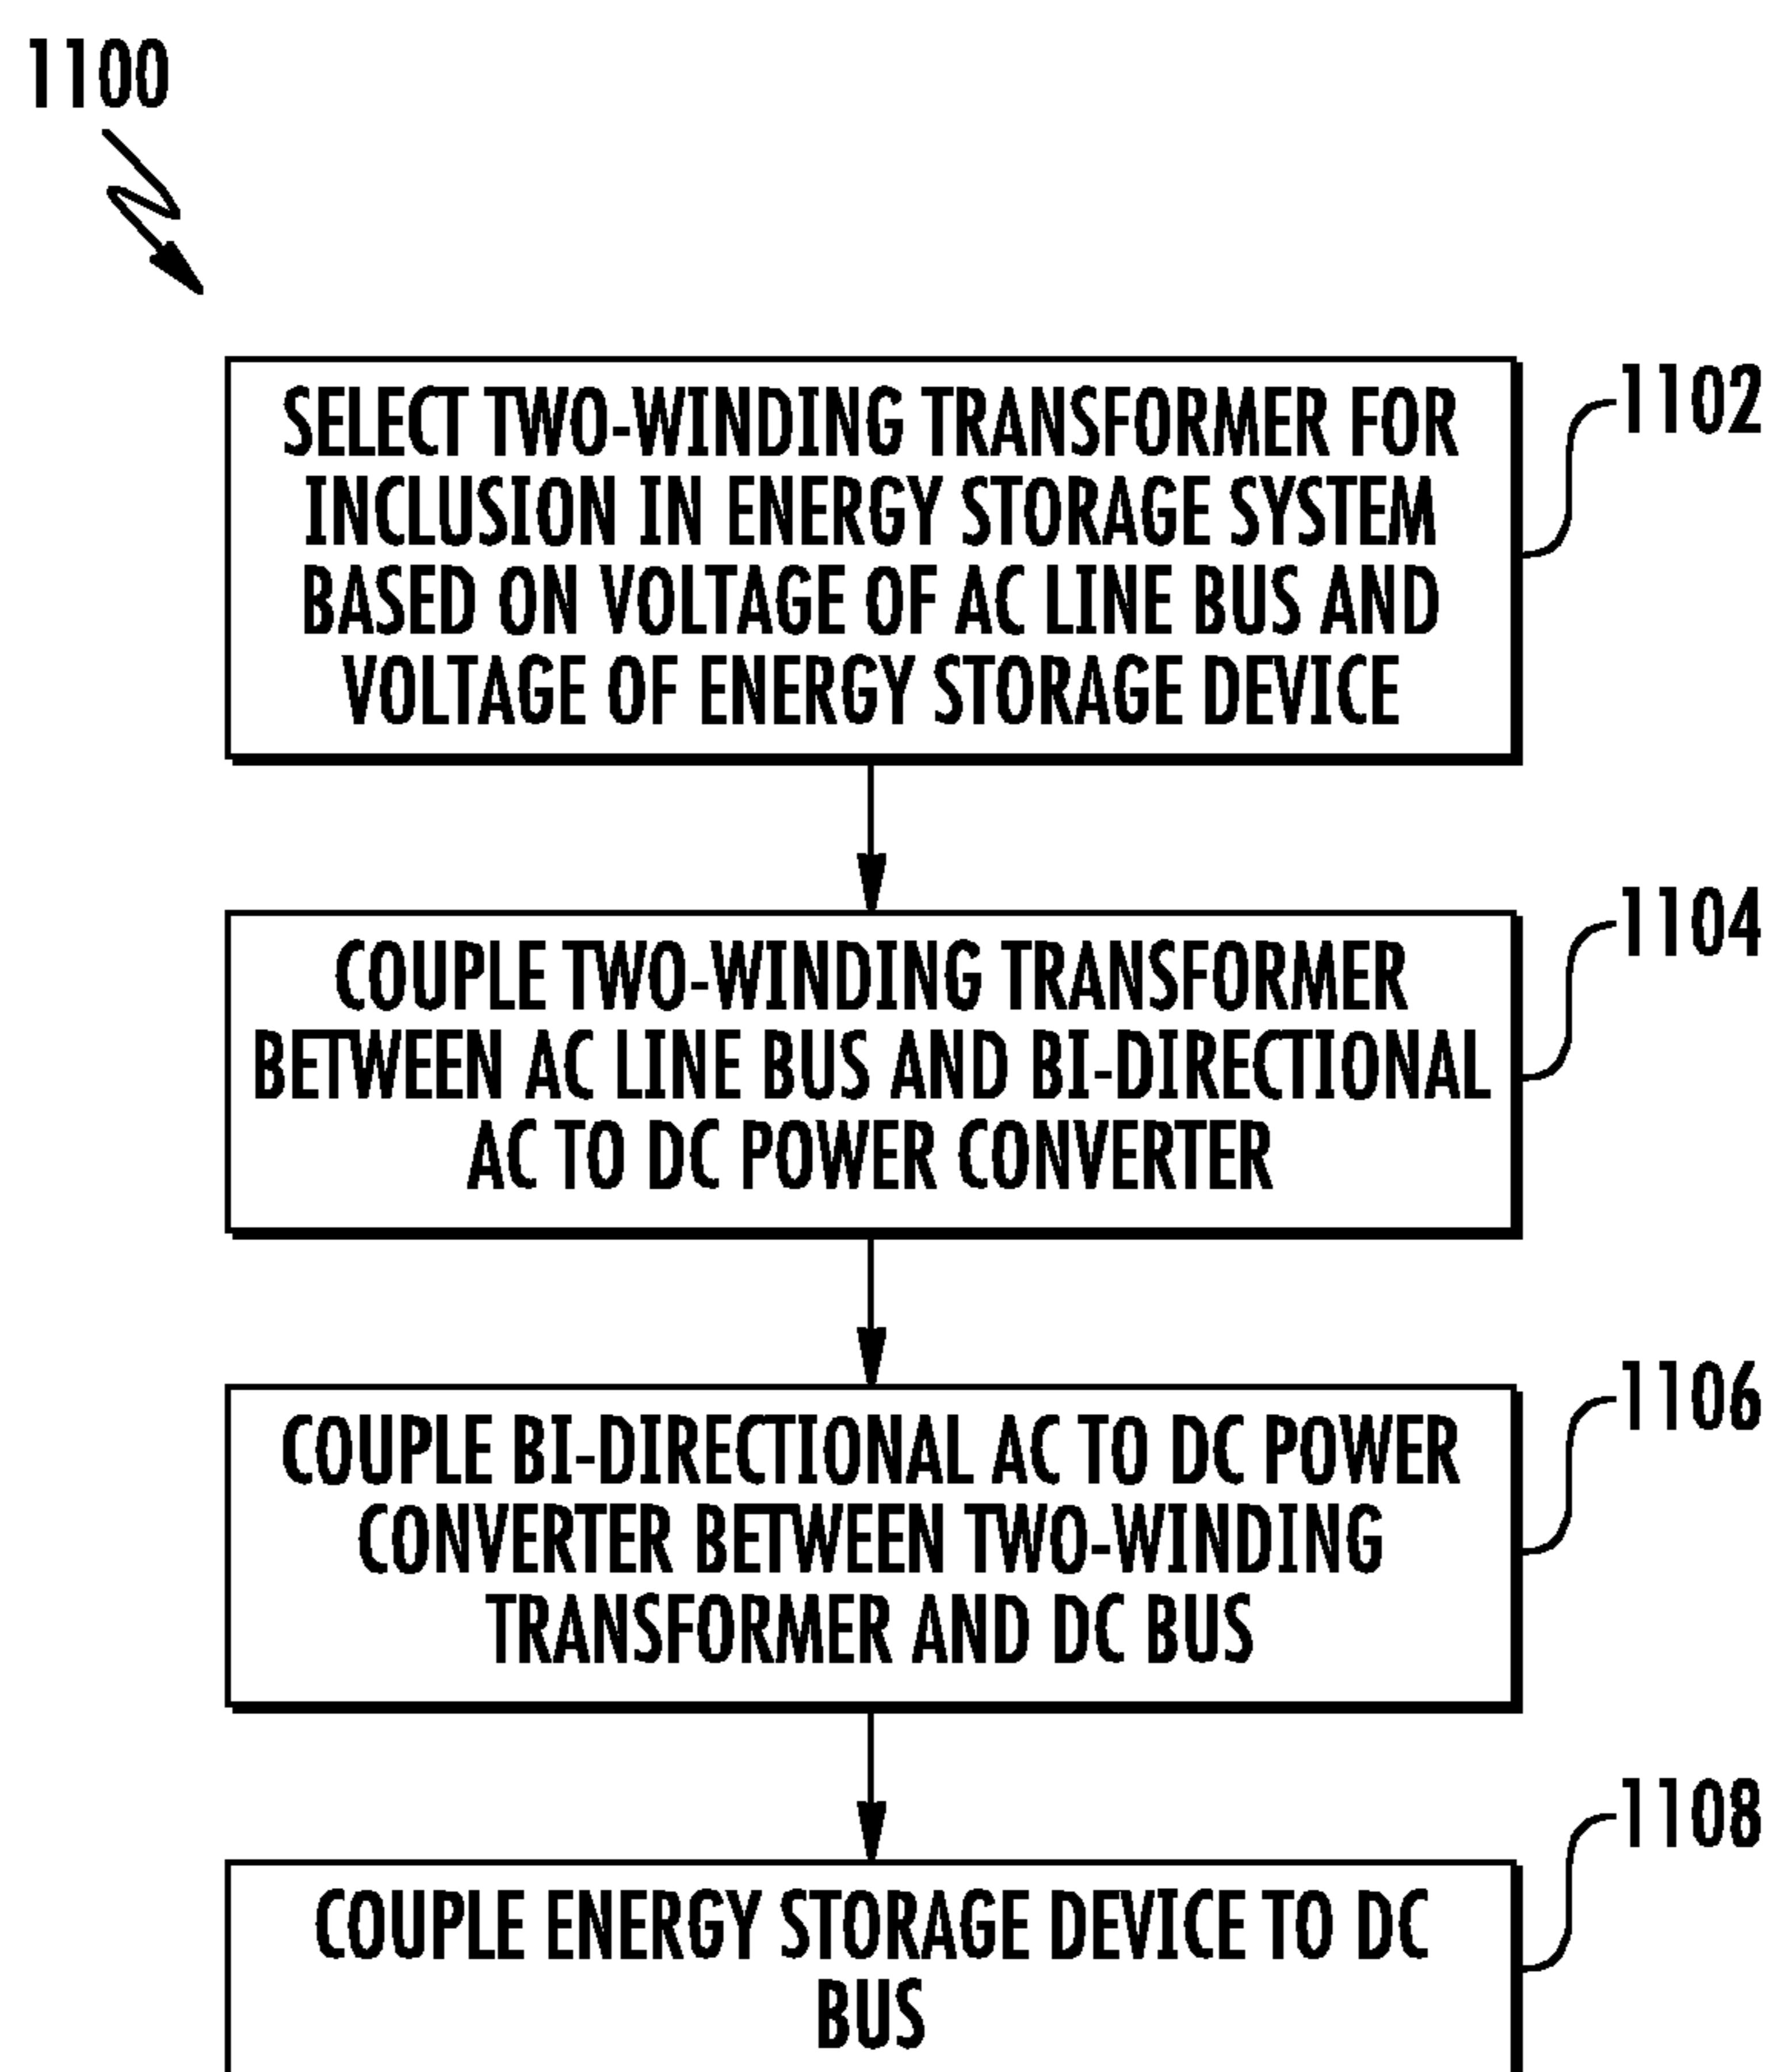 1100
SELECT TWO-WINDING TRANSFORMER FOR
INCLUSION IN ENERGY STORAGE SYSTEM
BASED ON VOLTAGE OF AC LINE BUS AND
VOLTAGE OF ENERGY STORAGE DEVICE
1102
COUPLE TWO-WINDING TRANSFORMER
BETWEEN AC LINE BUS AND BI-DIRECTIONAL
AC TO DC POWER CONVERTER
1104
COUPLE BI-DIRECTIONAL AC TO DC POWER
CONVERTER BETWEEN TWO-WINDING
TRANSFORMER AND DC BUS
1106
COUPLE ENERGY STORAGE DEVICE TO DC
BUS
1108